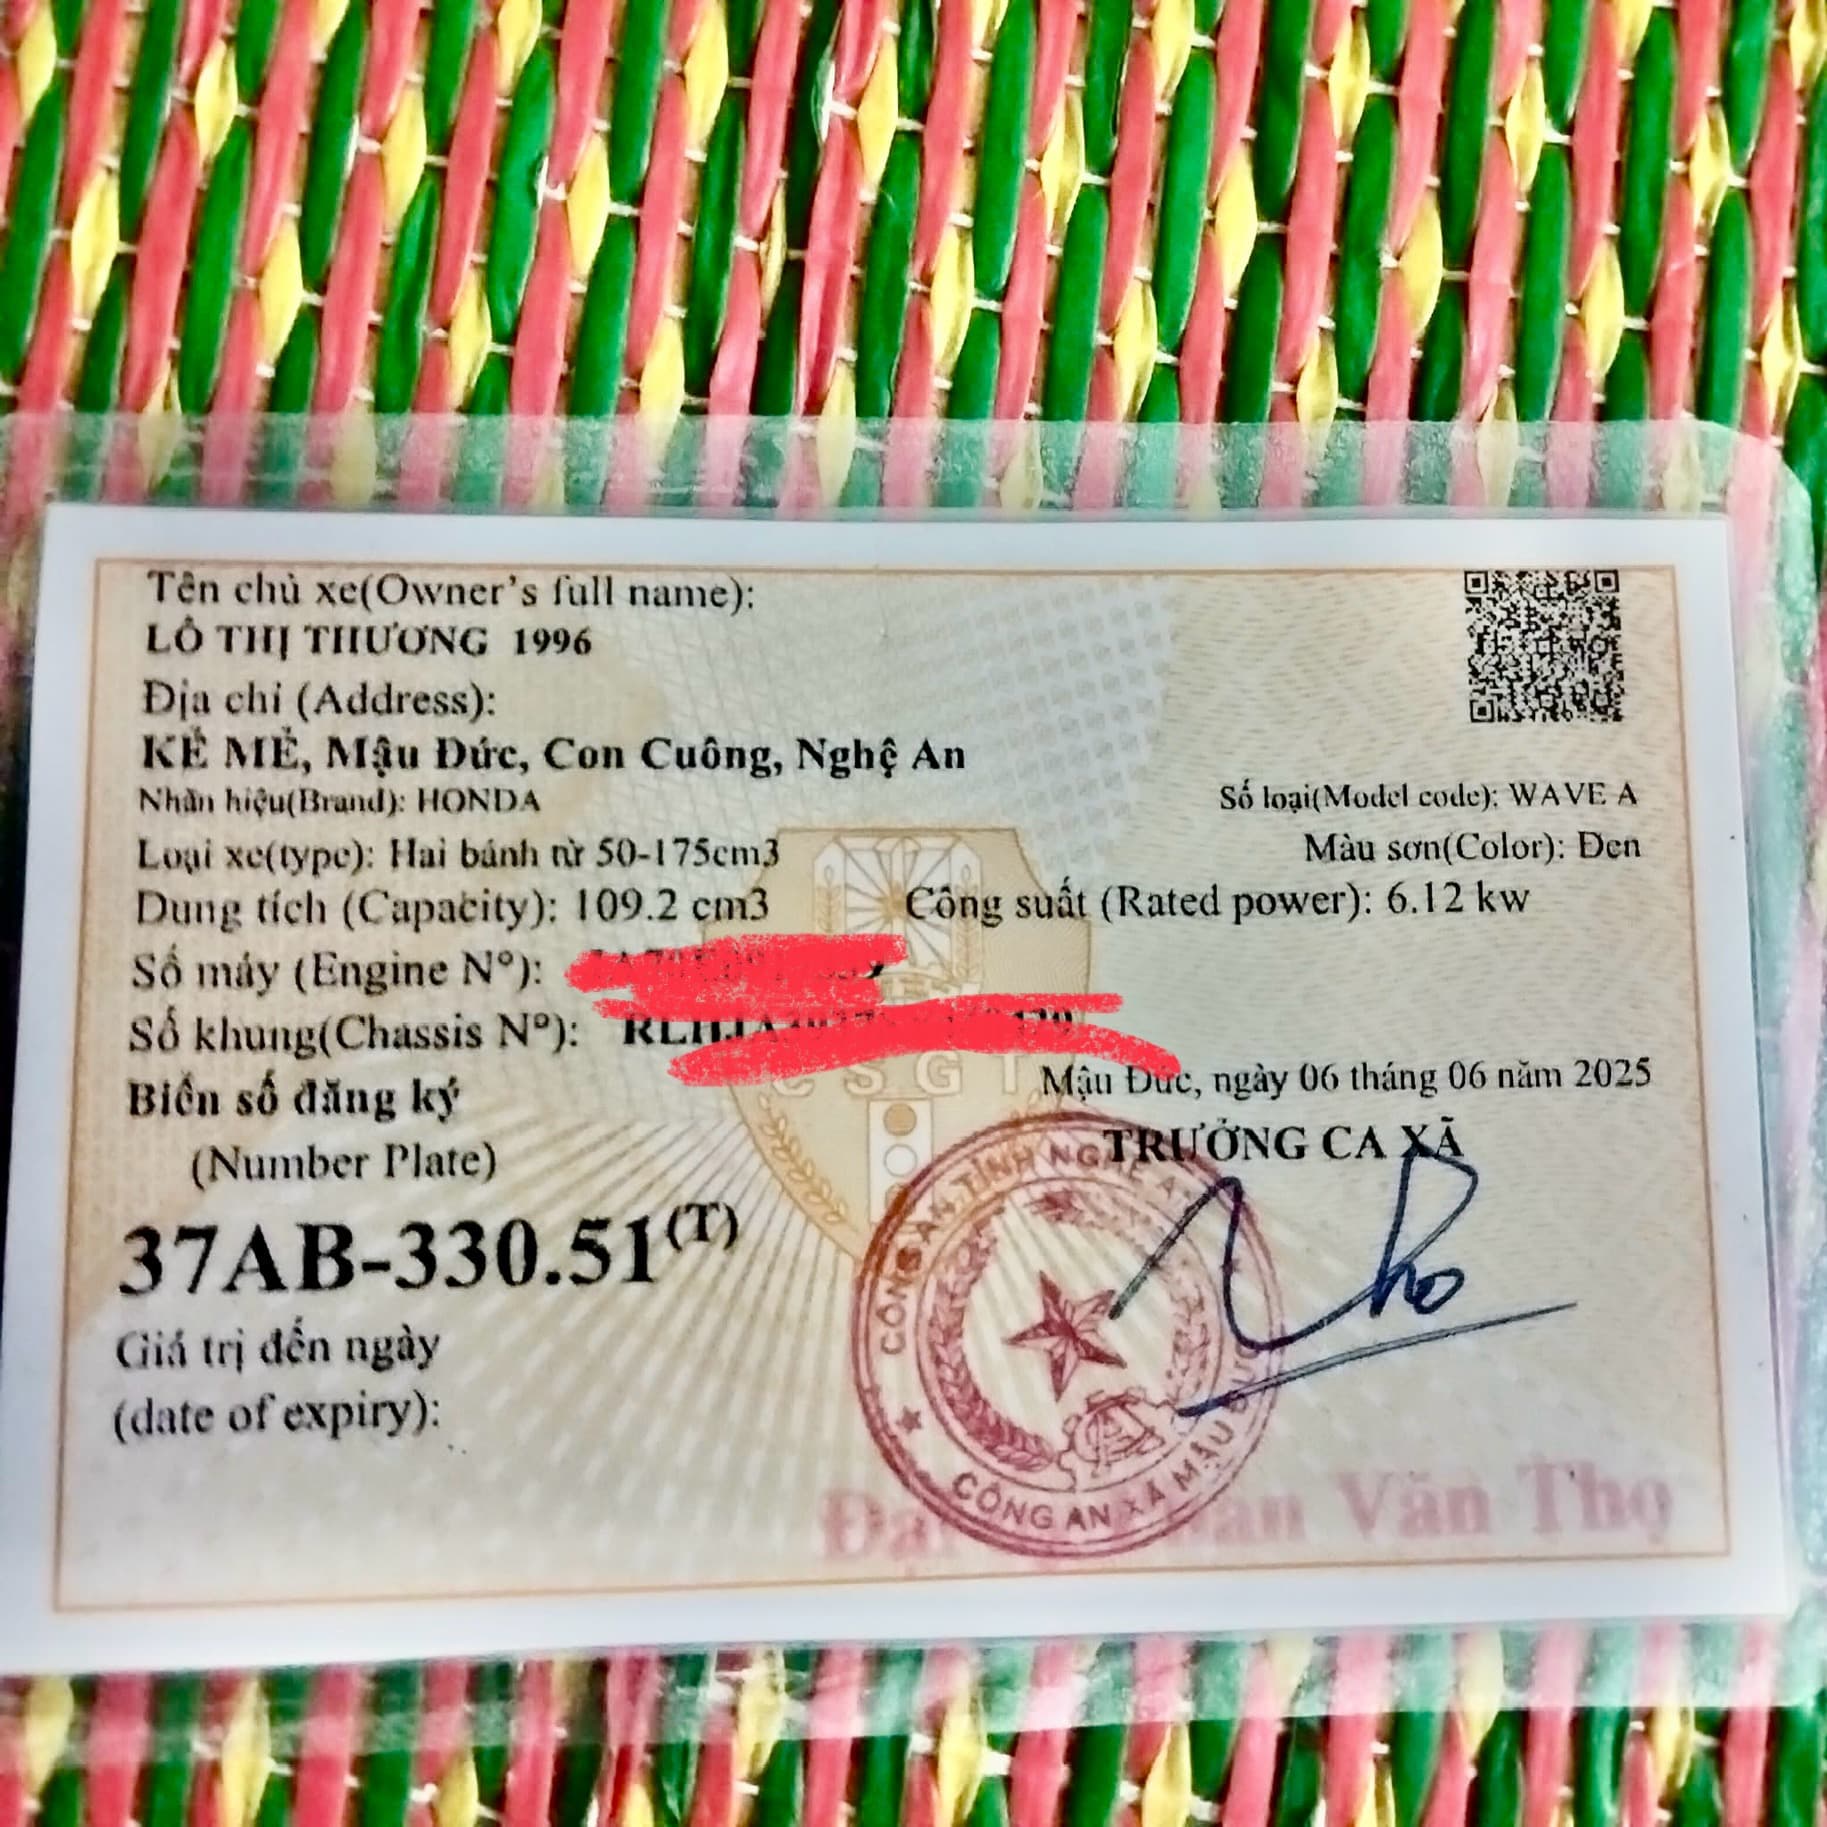 Tên chủ xe(Owner's full name):
LÔ THỊ THƯƠNG 1996
Địa chỉ (Address):
KẺ MẺ, Mậu Đức, Con Cuông, Nghệ An
Nhãn hiệu(Brand): HONDA
Số loại(Model code): WAVE A
Loại xe(type): Hai bánh từ 50-175cm3
Màu sơn(Color): Đen
Dung tích (Capacity): 109.2 cm3
Công suất (Rated power): 6.12 kw
Số máy (Engine N°):
Số khung(Chassis N°):
CSGT
Mậu Đức, ngày 06 tháng 06 năm 2025
Biển số đăng ký
(Number Plate)
TRƯỞNG CA XÃ
37AB-330.51(T)
CÔNG AN TỈNH NGHỆ AN
CÔNG AN XÃ MẬU ĐỨC
Giá trị đến ngày
(date of expiry):
Văn Thọ